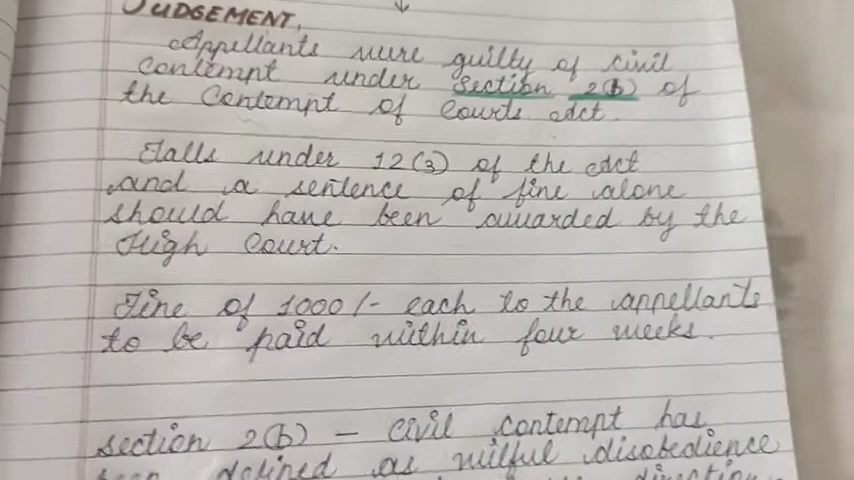 JUDGEMENT,
Appellants were guilty of civil
Contempt under Section 2(b) of
the Contempt of Courts Act.
Falls under 12(3) of the Act
and a sentence of fine alone
should have been awarded by the
High Court.
Fine of 1000/- each to the appellants
to be paid within four weeks.
section 2(b) - civil contempt has
been defined as wilful disobedience
direction